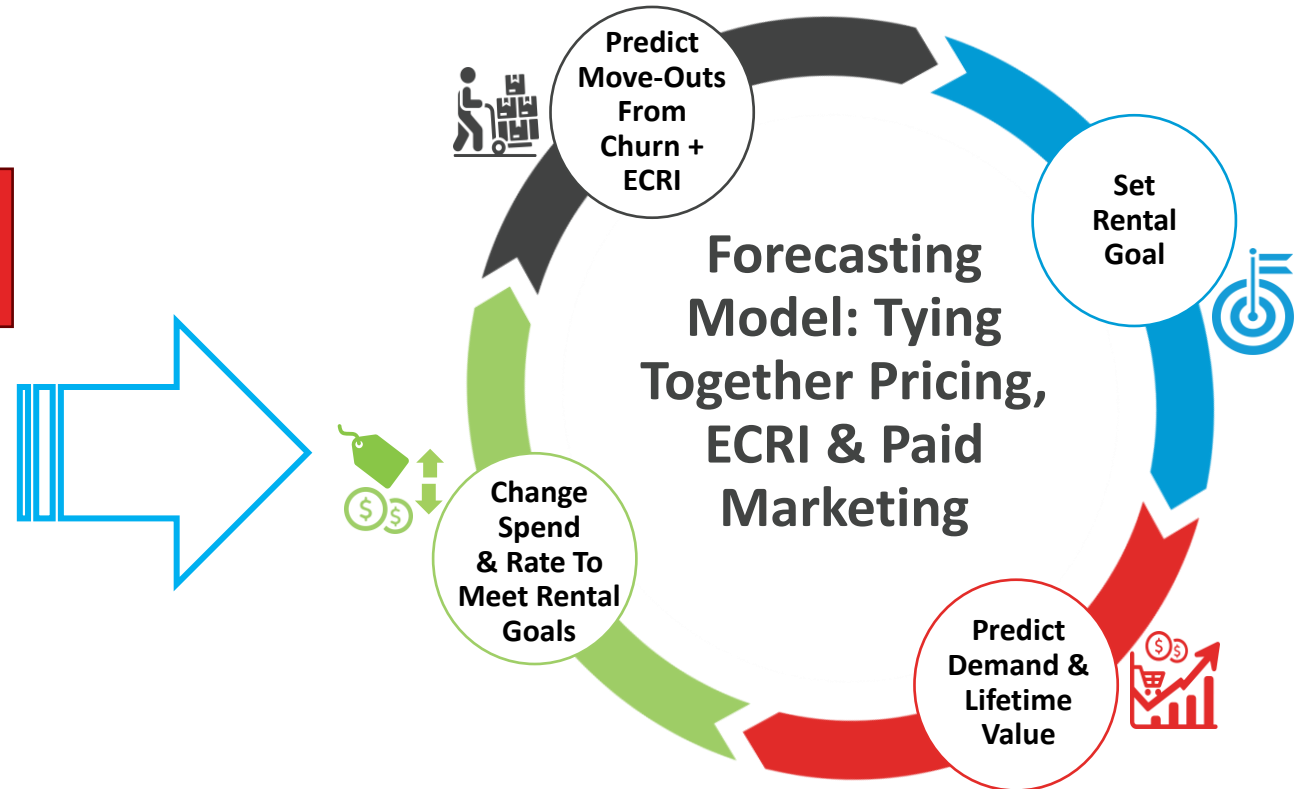 Predict
Move-Outs
From
Churn +
ECRI
Set
Rental
Goal
Forecasting
Model: Tying
Together Pricing,
ECRI & Paid
Marketing
Change
Spend
& Rate To
Meet Rental
Goals
Predict
Demand &
Lifetime
Value